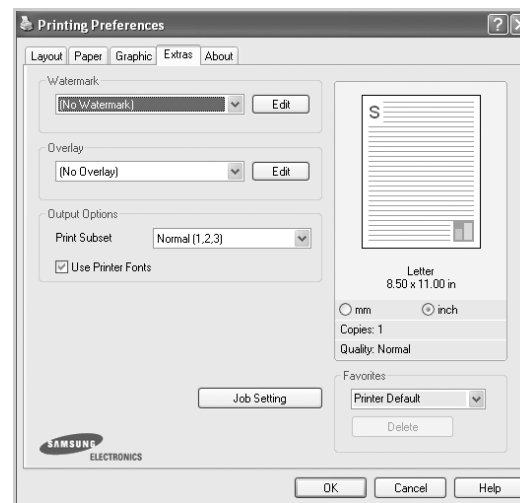 Printing Preferences
Layout Paper Graphic Extras About
Watermark
(No Watermark) Edit
Overlay
(No Overlay) Edit
Output Options
Print Subset Normal (1,2,3)
Use Printer Fonts
S
Letter
8.50 x 11.00 in
mm inch
Copies: 1
Quality: Normal
Job Setting
Favorites
Printer Default
Delete
SAMSUNG
ELECTRONICS
OK Cancel Help